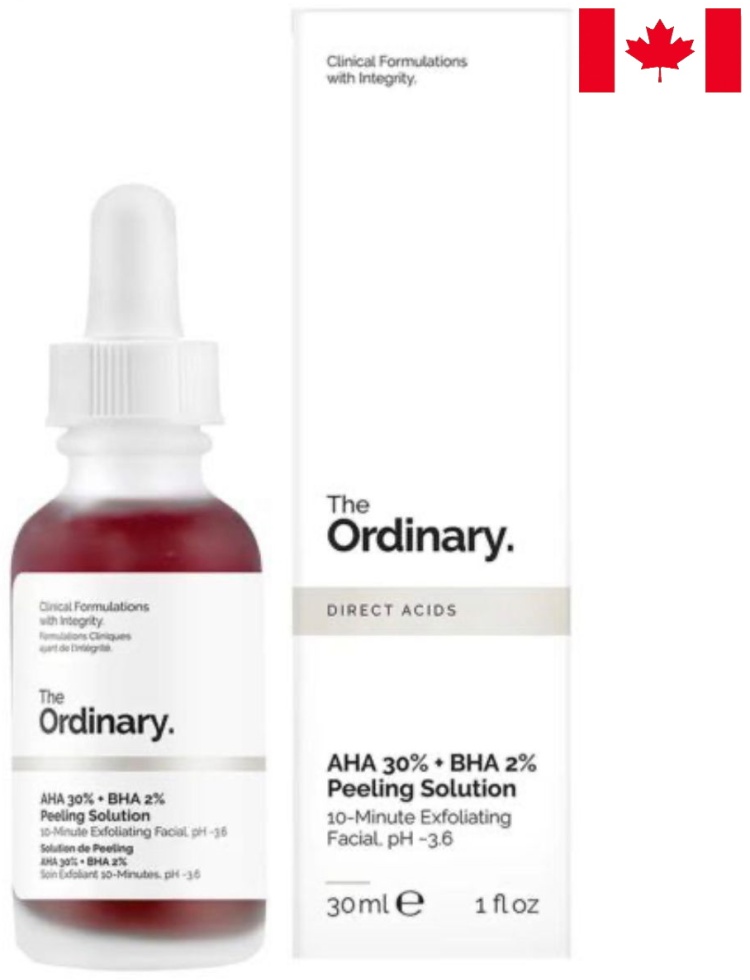 Clinical Formulations
with Integrity.
The
Ordinary.
DIRECT ACIDS
AHA 30% + BHA 2%
Peeling Solution
10-Minute Exfoliating
Facial, pH ~3.6
30 ml ℮ 1 fl oz
Clinical Formulations
with Integrity.
Formulations Cliniques
ayant de l'intégrité.
The
Ordinary.
AHA 30% + BHA 2%
Peeling Solution
10-Minute Exfoliating Facial, pH ~3.6
Solution de Peeling
AHA 30% + BHA 2%
Soin Exfoliant 10-Minutes, pH ~3.6